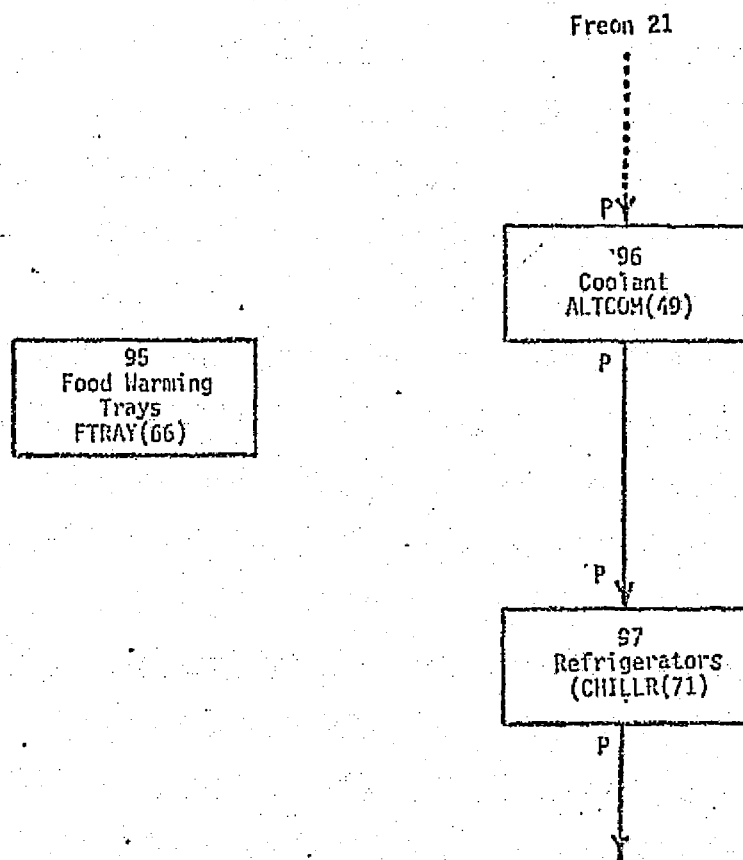 Freon 21
P
96
Coolant
ALTCOM(49)
P
95
Food Warming
Trays
FTRAY(66)
P
97
Refrigerators
(CHILLR(71)
P